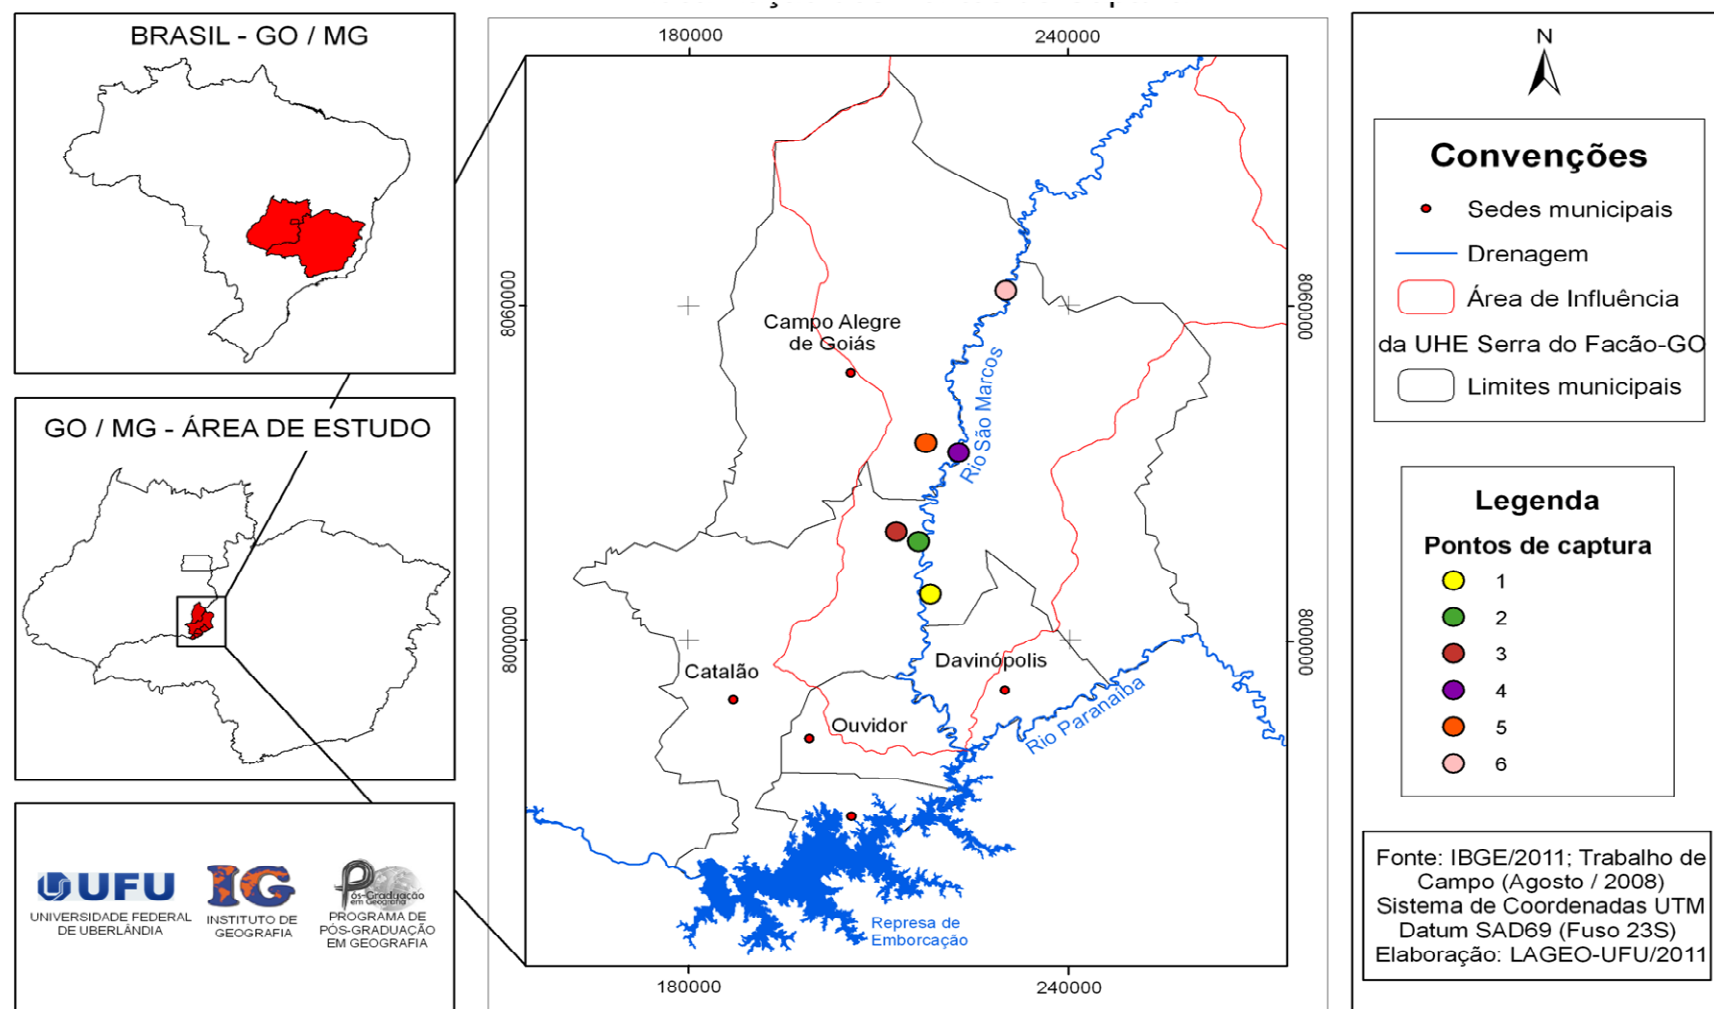 BRASIL - GO / MG
GO / MG - ÁREA DE ESTUDO
UFU
UNIVERSIDADE FEDERAL
DE UBERLÂNDIA
IG
INSTITUTO DE
GEOGRAFIA
Pós-Graduação
em Geografia
PROGRAMA DE
PÓS-GRADUAÇÃO
EM GEOGRAFIA
180000
240000
8060000
8060000
Campo Alegre
de Goiás
Rio São Marcos
8000000
8000000
Catalão
Davinópolis
Ouvidor
Rio Paranaíba
Represa de
Emborcação
180000
240000
N
Convenções
Sedes municipais
Drenagem
Área de Influência
da UHE Serra do Facão-GO
Limites municipais
Legenda
Pontos de captura
1
2
3
4
5
6
Fonte: IBGE/2011; Trabalho de
Campo (Agosto / 2008)
Sistema de Coordenadas UTM
Datum SAD69 (Fuso 23S)
Elaboração: LAGEO-UFU/2011